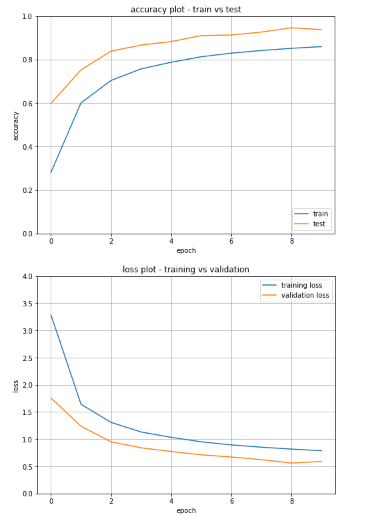 accuracy plot - train vs test
1.0
0.8
0.6
0.4
0.2
0.0
accuracy
0 2 4 6 8
epoch
train
test
loss plot - training vs validation
4.0
3.5
3.0
2.5
2.0
1.5
1.0
0.5
0.0
loss
0 2 4 6 8
epoch
training loss
validation loss